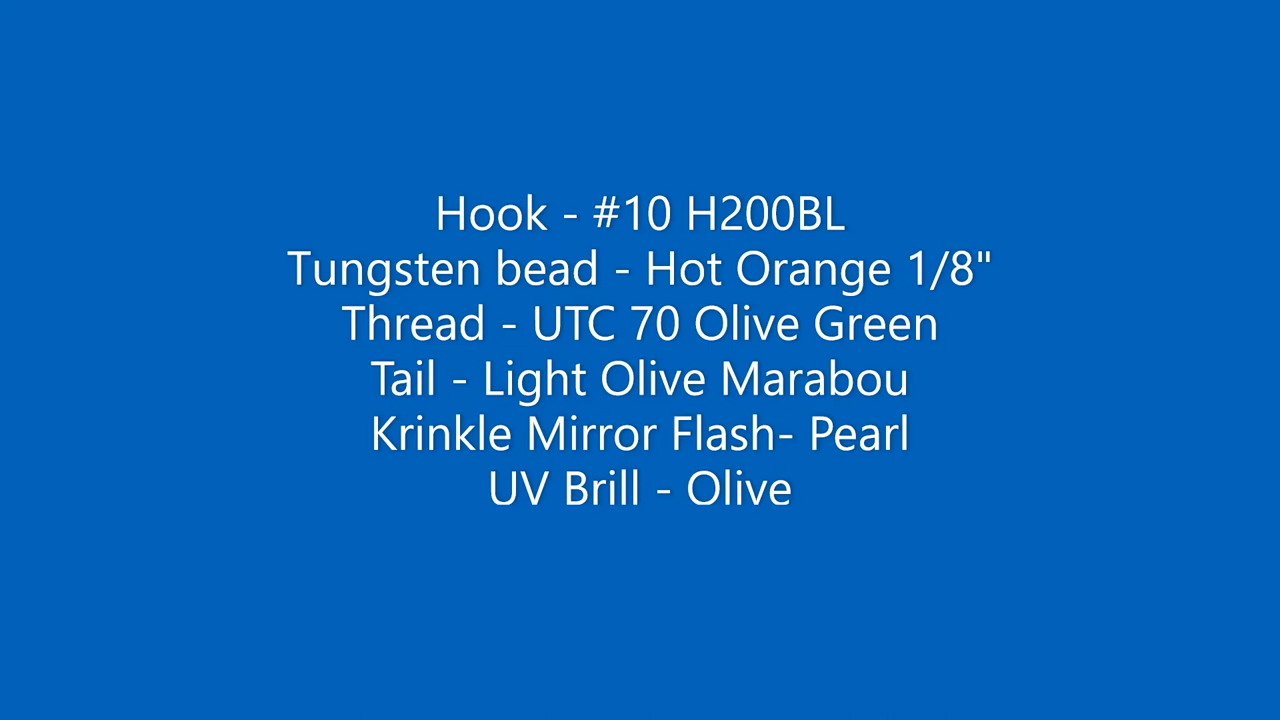 Hook - #10 H200BL
Tungsten bead - Hot Orange 1/8"
Thread - UTC 70 Olive Green
Tail - Light Olive Marabou
Krinkle Mirror Flash- Pearl
UV Brill - Olive